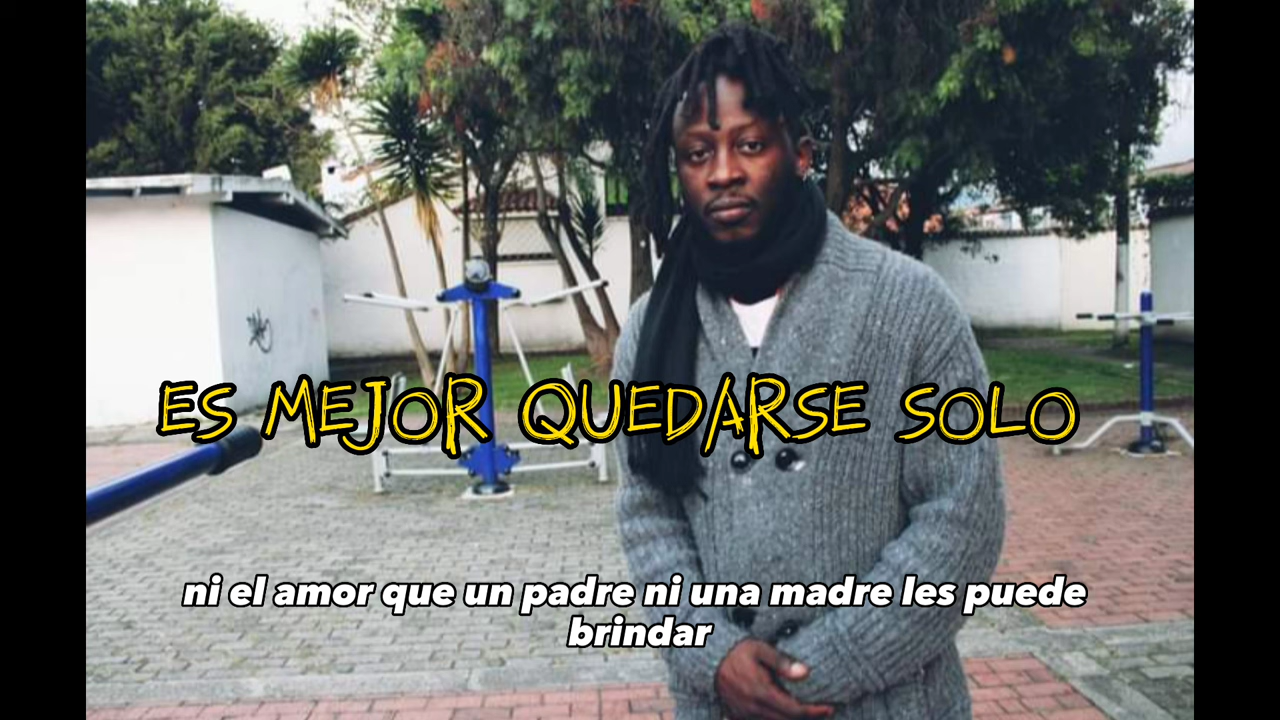 ES MEJOR QUEDARSE SOLO
ni el amor que un padre ni una madre les puede
brindar